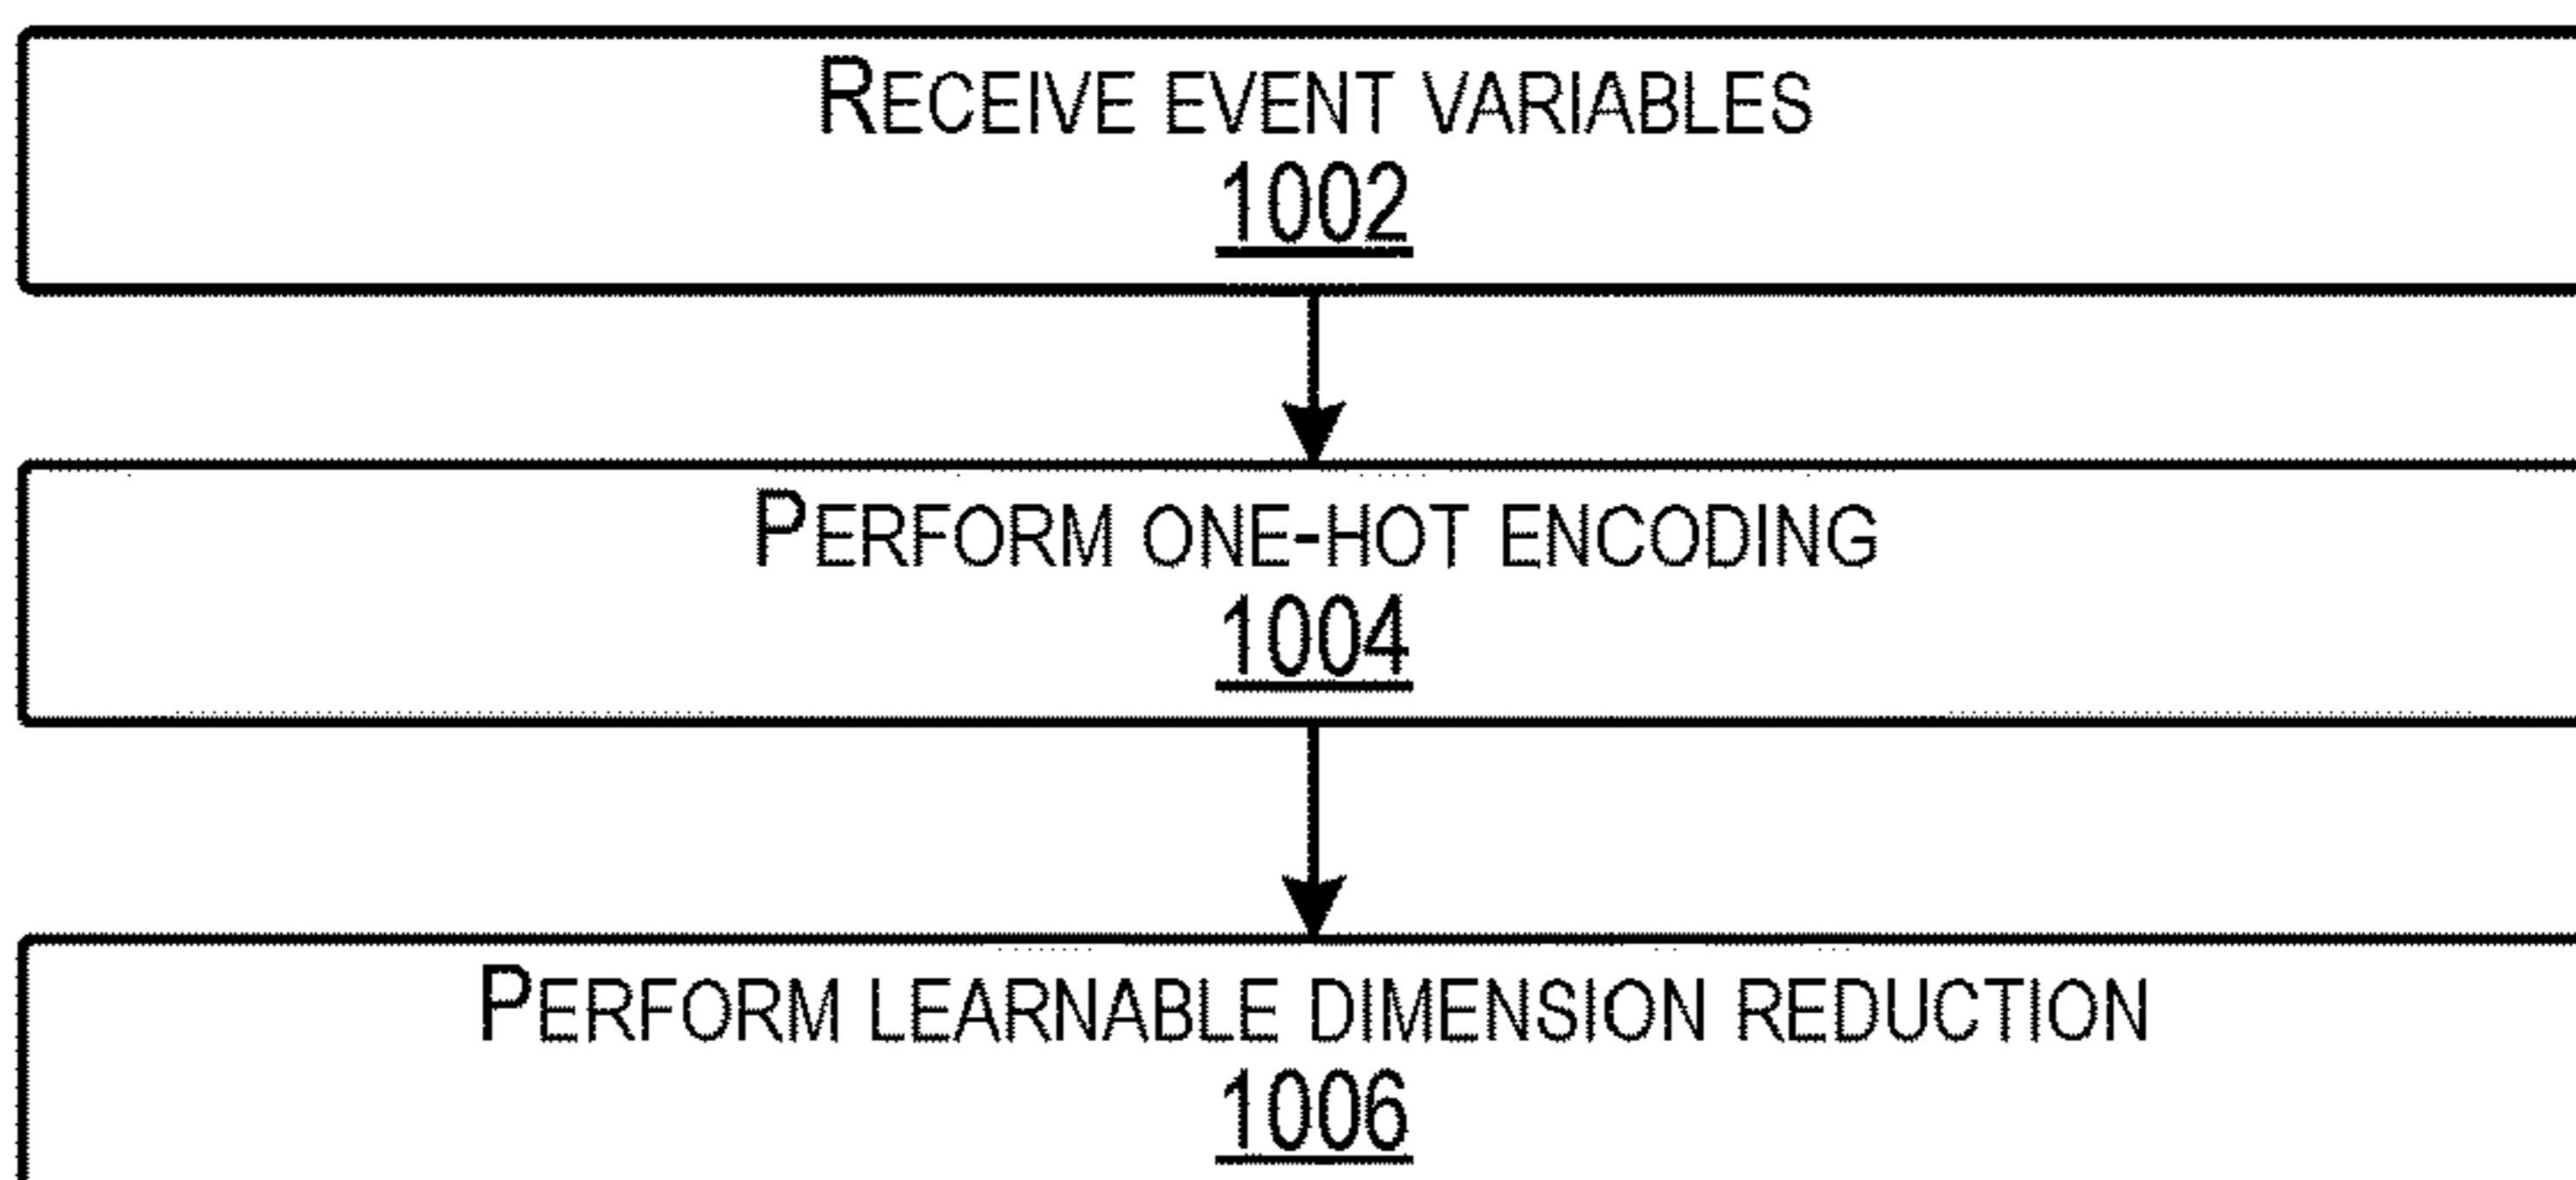 RECEIVE EVENT VARIABLES
1002
PERFORM ONE-HOT ENCODING
1004
PERFORM LEARNABLE DIMENSION REDUCTION
1006